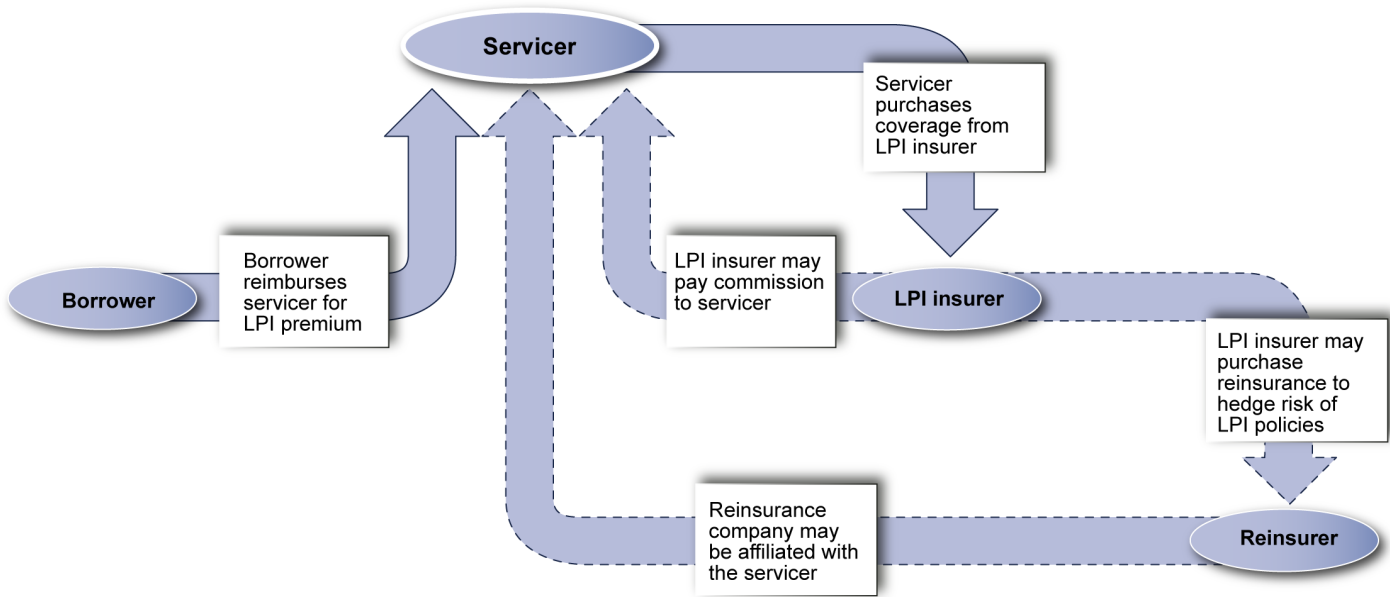 Servicer
Servicer
purchases
coverage from
LPI insurer
Borrower
reimburses
servicer for
LPI premium
LPI insurer may
pay commission
to servicer
Borrower
LPI insurer
LPI insurer may
purchase
reinsurance to
hedge risk of
LPI policies
Reinsurance
company may
be affiliated with
the servicer
Reinsurer